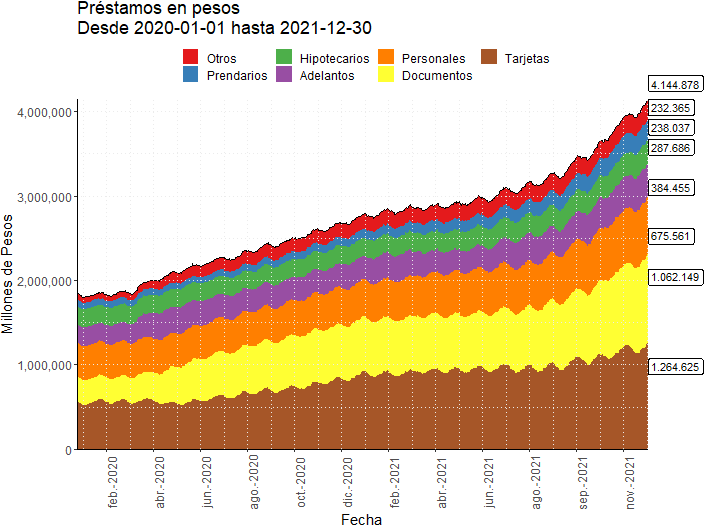 Préstamos en pesos
Desde 2020-01-01 hasta 2021-12-30
Otros Hipotecarios Personales Tarjetas
Prendarios Adelantos Documentos
4.144.878
232.365
238.037
287.686
384.455
675.561
1.062.149
1.264.625
4,000,000
3,000,000
2,000,000
1,000,000
0
Millones de Pesos
feb.-2020
abr.-2020
jun.-2020
ago.-2020
oct.-2020
dic.-2020
feb.-2021
abr.-2021
jun.-2021
ago.-2021
sep.-2021
nov.-2021
Fecha